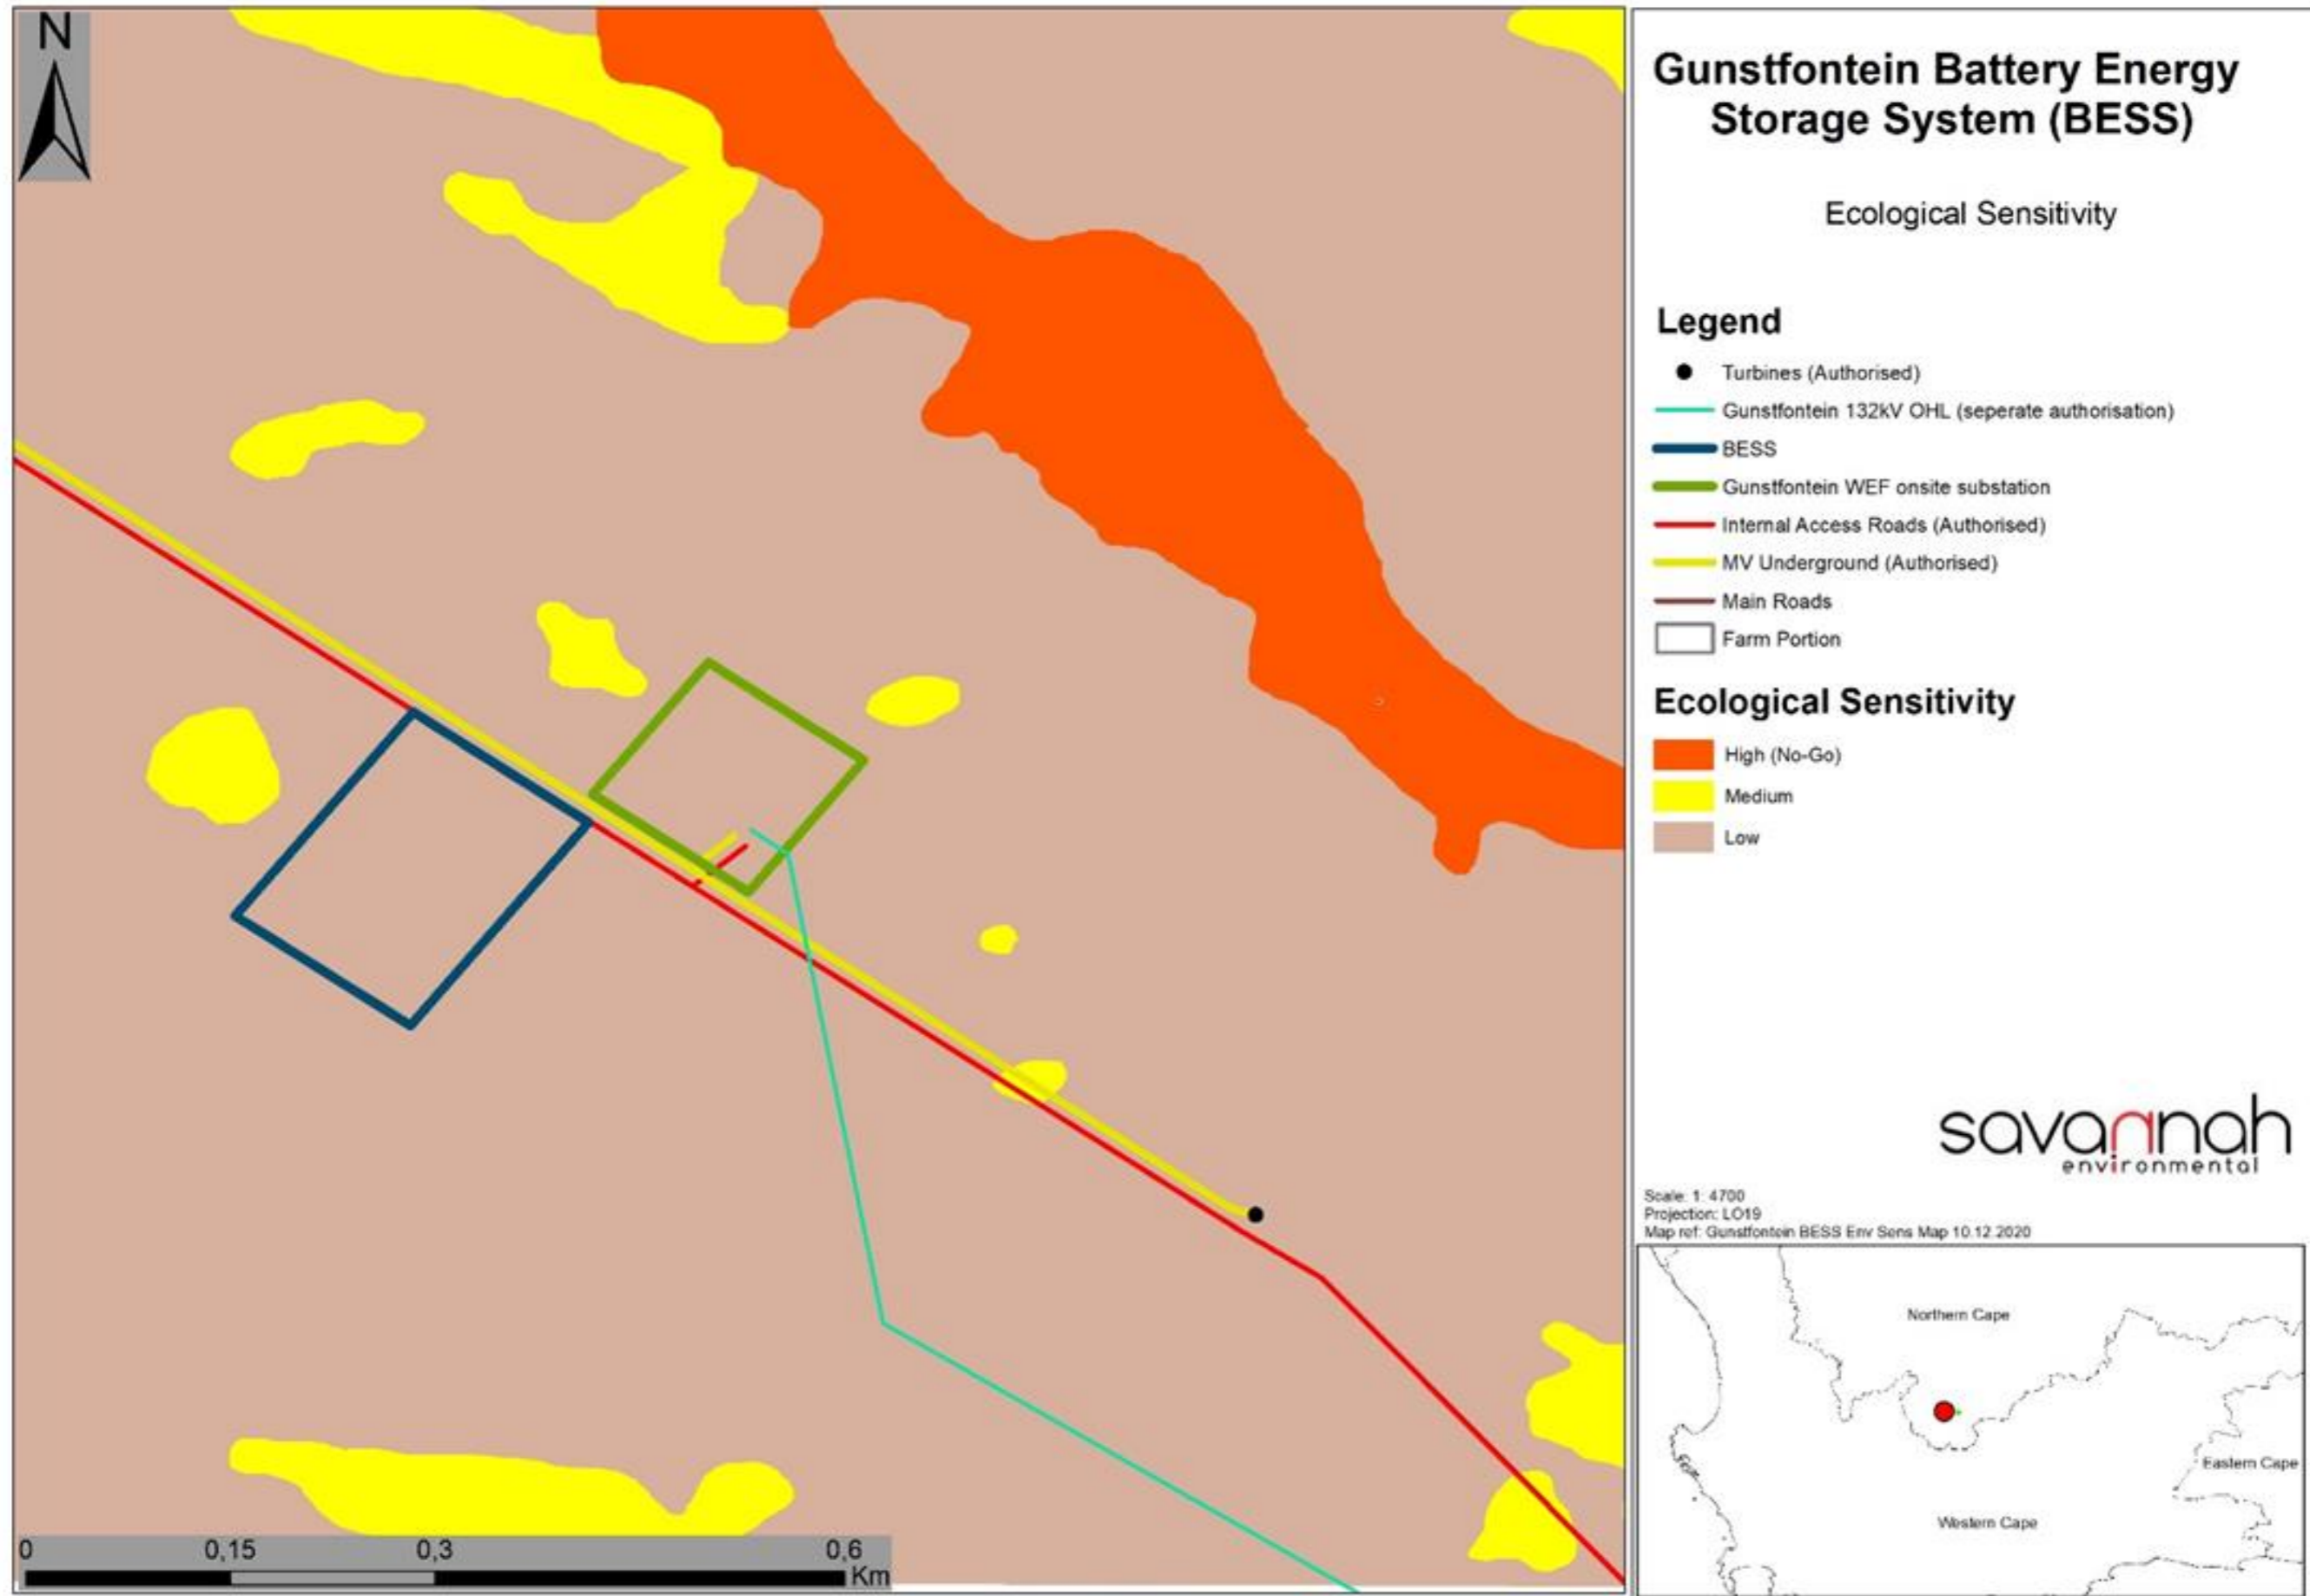 N
Gunstfontein Battery Energy
Storage System (BESS)
Ecological Sensitivity
Legend
Turbines (Authorised)
Gunstfontein 132kV OHL (seperate authorisation)
BESS
Gunstfontein WEF onsite substation
Internal Access Roads (Authorised)
MV Underground (Authorised)
Main Roads
Farm Portion
Ecological Sensitivity
High (No-Go)
Medium
Low
savannah
environmental
Scale: 1: 4700
Projection: LO19
Map ref: Gunstfontein BESS Env Sens Map 10.12.2020
Northern Cape
Eastern Cape
Western Cape
0 0,15 0,3 0,6
Km